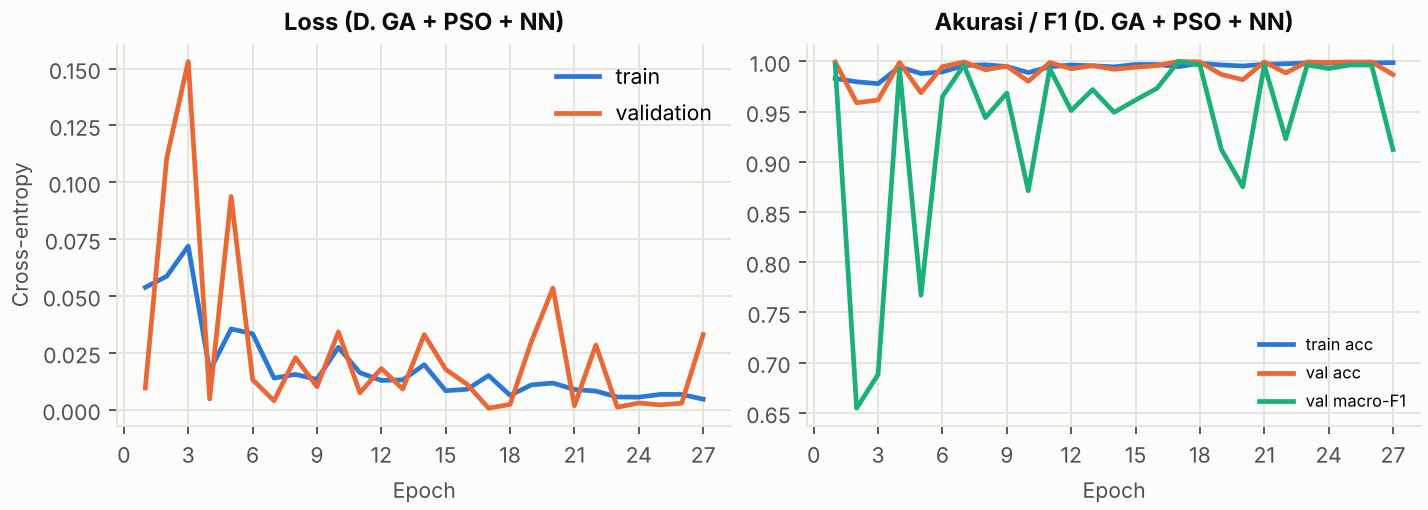 Loss (D. GA + PSO + NN)
train
validation
Cross-entropy
0.150
0.125
0.100
0.075
0.050
0.025
0.000
0 3 6 9 12 15 18 21 24 27
Epoch
Akurasi / F1 (D. GA + PSO + NN)
1.00
0.95
0.90
0.85
0.80
0.75
0.70
0.65
train acc
val acc
val macro-F1
0 3 6 9 12 15 18 21 24 27
Epoch